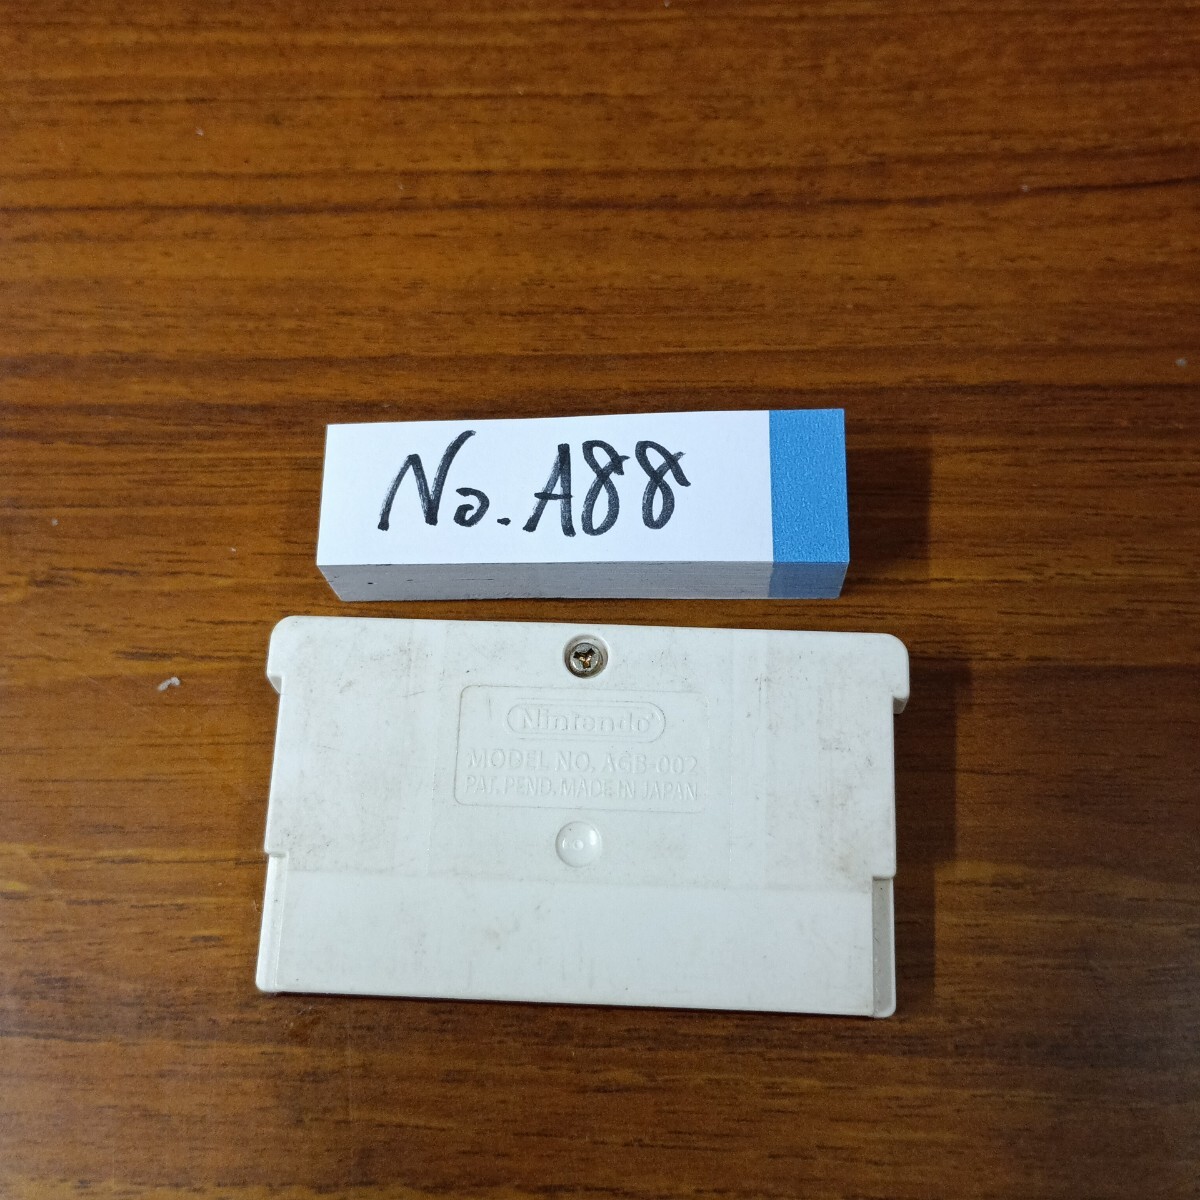 No. A88
Nintendo®
MODEL NO. AGB-002
PAT. PEND. MADE IN JAPAN